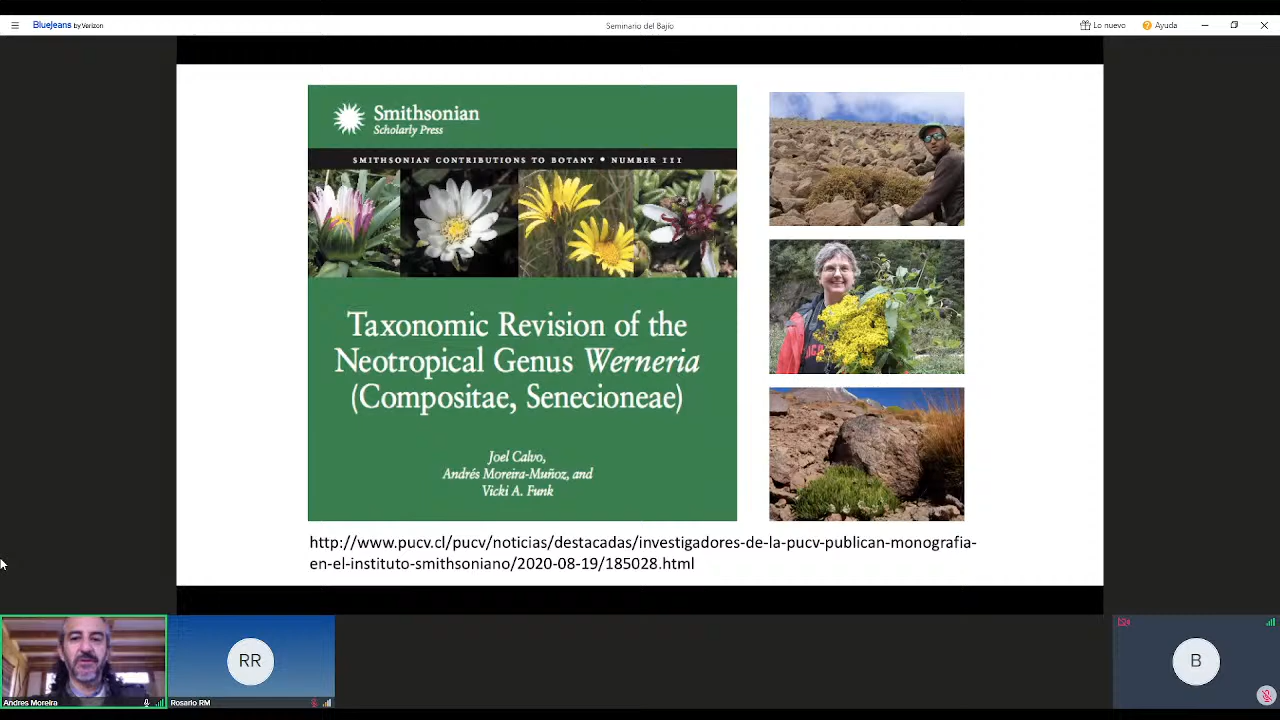 BlueJeans by Verizon
Seminario del Bajío
Lo nuevo
Ayuda
Smithsonian
Scholarly Press
SMITHSONIAN CONTRIBUTIONS TO BOTANY • NUMBER 111
Taxonomic Revision of the
Neotropical Genus Werneria
(Compositae, Senecioneae)
Joel Calvo,
Andrés Moreira-Muñoz, and
Vicki A. Funk
http://www.pucv.cl/pucv/noticias/destacadas/investigadores-de-la-pucv-publican-monografia-
en-el-instituto-smithsoniano/2020-08-19/185028.html
RR
B
Andres Moreira
Rosario RM